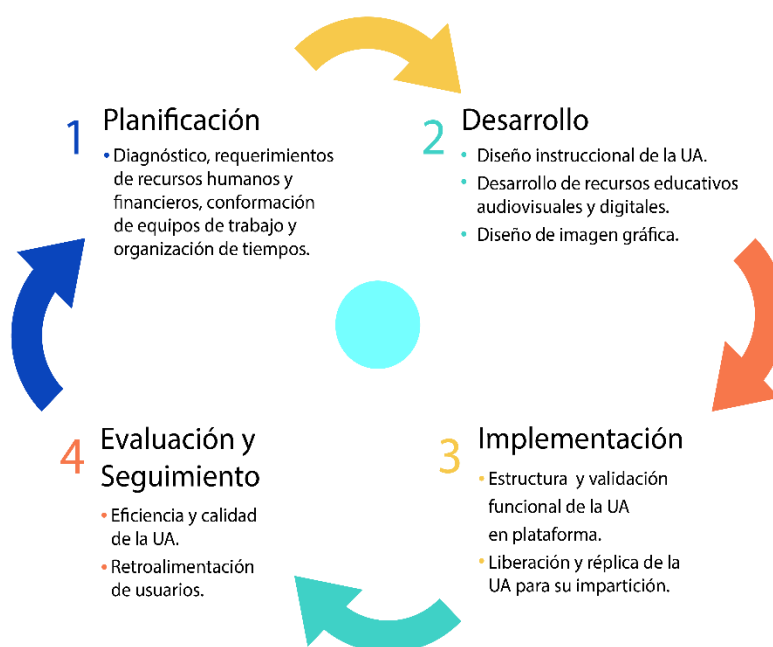 1 Planificación
• Diagnóstico, requerimientos
de recursos humanos y
financieros, conformación
de equipos de trabajo y
organización de tiempos.
2 Desarrollo
• Diseño instruccional de la UA.
• Desarrollo de recursos educativos
audiovisuales y digitales.
• Diseño de imagen gráfica.
3 Implementación
• Estructura y validación
funcional de la UA
en plataforma.
• Liberación y réplica de la
UA para su impartición.
4 Evaluación y
Seguimiento
• Eficiencia y calidad
de la UA.
• Retroalimentación
de usuarios.